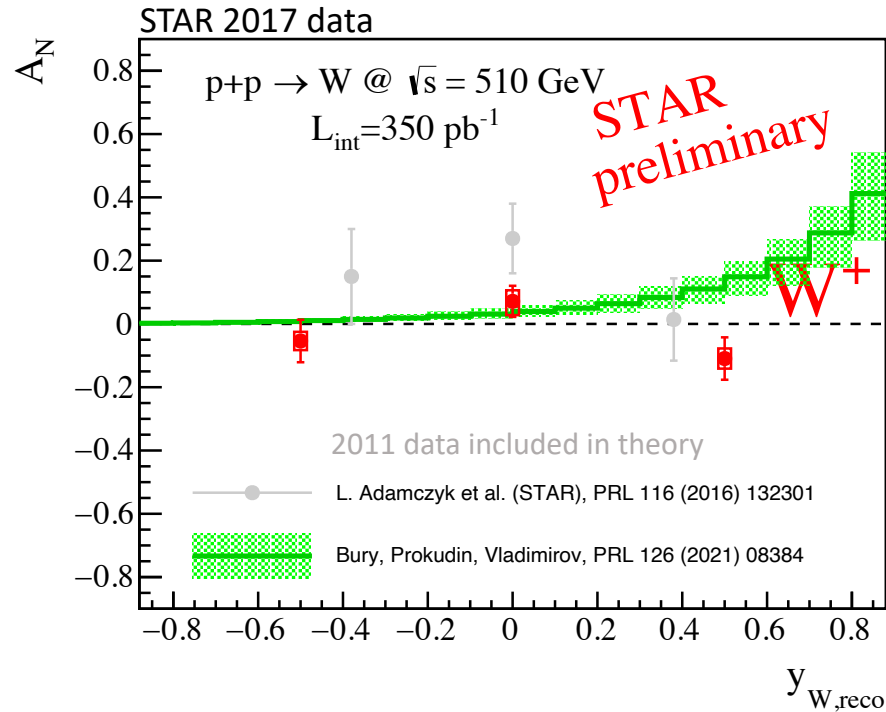 STAR 2017 data
A_N
p+p → W @ √s = 510 GeV
L_int=350 pb⁻¹
STAR
preliminary
W⁺
0.8
0.6
0.4
0.2
0
−0.2
−0.4
−0.6
−0.8
2011 data included in theory
L. Adamczyk et al. (STAR), PRL 116 (2016) 132301
Bury, Prokudin, Vladimirov, PRL 126 (2021) 08384
−0.8 −0.6 −0.4 −0.2 0 0.2 0.4 0.6 0.8
y_W,reco